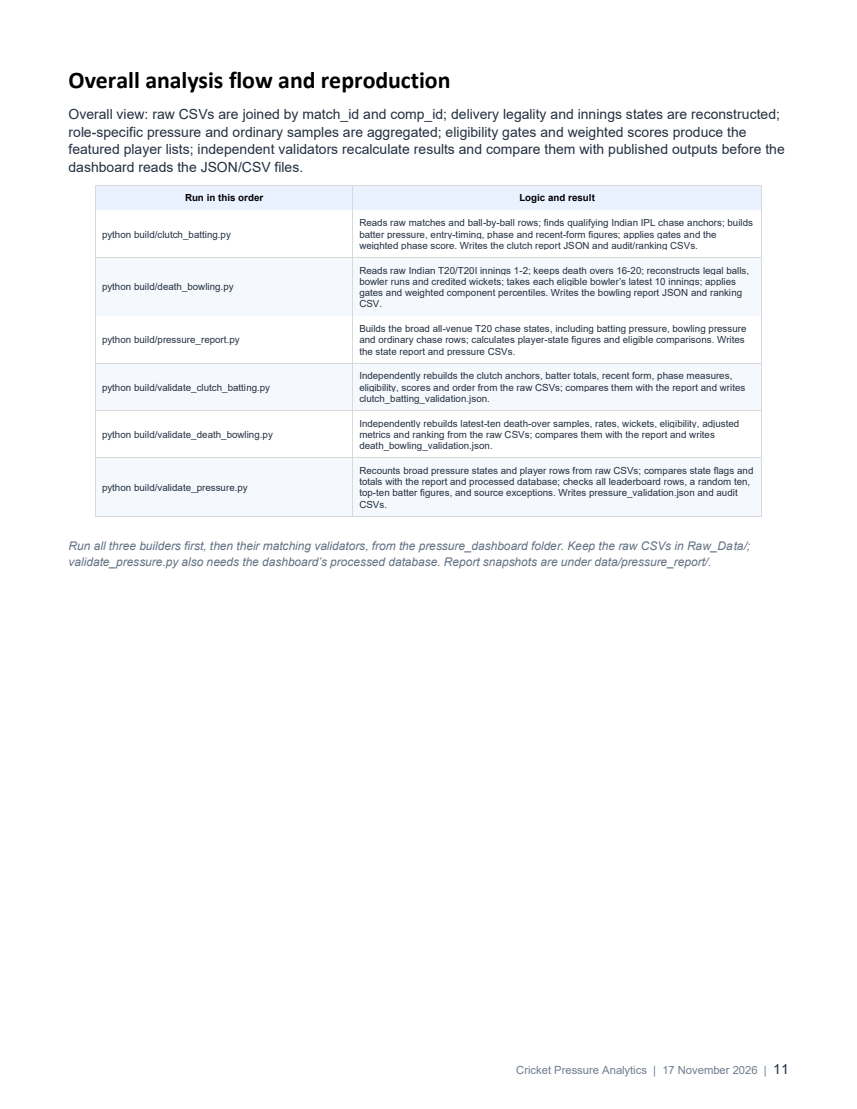 Overall analysis flow and reproduction
Overall view: raw CSVs are joined by match_id and comp_id; delivery legality and innings states are reconstructed;
role-specific pressure and ordinary samples are aggregated; eligibility gates and weighted scores produce the
featured player lists; independent validators recalculate results and compare them with published outputs before the
dashboard reads the JSON/CSV files.
Run in this order
Logic and result
python build/clutch_batting.py
Reads raw matches and ball-by-ball rows; finds qualifying Indian IPL chase anchors; builds
batter pressure, entry-timing, phase and recent-form figures; applies gates and the
weighted phase score. Writes the clutch report JSON and audit/ranking CSVs.
python build/death_bowling.py
Reads raw Indian T20/T20I innings 1-2; keeps death overs 16-20; reconstructs legal balls,
bowler runs and credited wickets; takes each eligible bowler's latest 10 innings; applies
gates and weighted component percentiles. Writes the bowling report JSON and ranking
CSV.
python build/pressure_report.py
Builds the broad all-venue T20 chase states, including batting pressure, bowling pressure
and ordinary chase rows; calculates player-state figures and eligible comparisons. Writes
the state report and pressure CSVs.
python build/validate_clutch_batting.py
Independently rebuilds the clutch anchors, batter totals, recent form, phase measures,
eligibility, scores and order from the raw CSVs; compares them with the report and writes
clutch_batting_validation.json.
python build/validate_death_bowling.py
Independently rebuilds latest-ten death-over samples, rates, wickets, eligibility, adjusted
metrics and ranking from the raw CSVs; compares them with the report and writes
death_bowling_validation.json.
python build/validate_pressure.py
Recounts broad pressure states and player rows from raw CSVs; compares state flags and
totals with the report and processed database; checks all leaderboard rows, a random ten,
top-ten batter figures, and source exceptions. Writes pressure_validation.json and audit
CSVs.
Run all three builders first, then their matching validators, from the pressure_dashboard folder. Keep the raw CSVs in Raw_Data/;
validate_pressure.py also needs the dashboard's processed database. Report snapshots are under data/pressure_report/.
Cricket Pressure Analytics | 17 November 2026 | 11